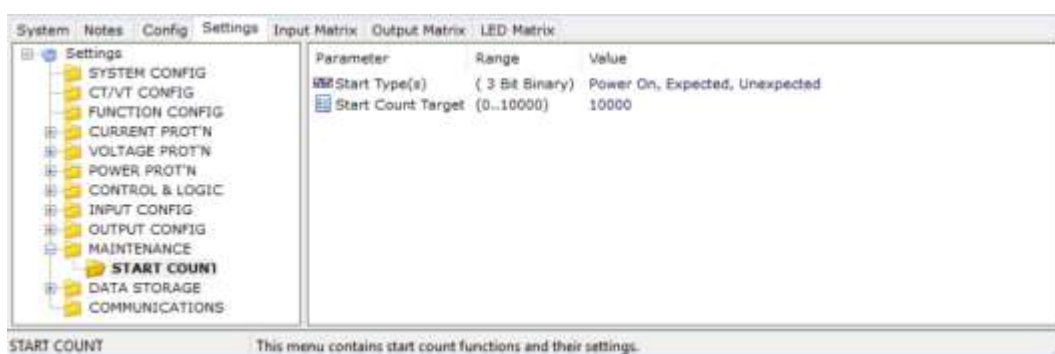 System Notes Config Settings Input Matrix Output Matrix LED Matrix
Settings
SYSTEM CONFIG
CT/VT CONFIG
FUNCTION CONFIG
CURRENT PROT'N
VOLTAGE PROT'N
POWER PROT'N
CONTROL & LOGIC
INPUT CONFIG
OUTPUT CONFIG
MAINTENANCE
START COUNT
DATA STORAGE
COMMUNICATIONS
Parameter Range Value
Start Type(s) ( 3 Bit Binary) Power On, Expected, Unexpected
Start Count Target (0..10000) 10000
START COUNT This menu contains start count functions and their settings.